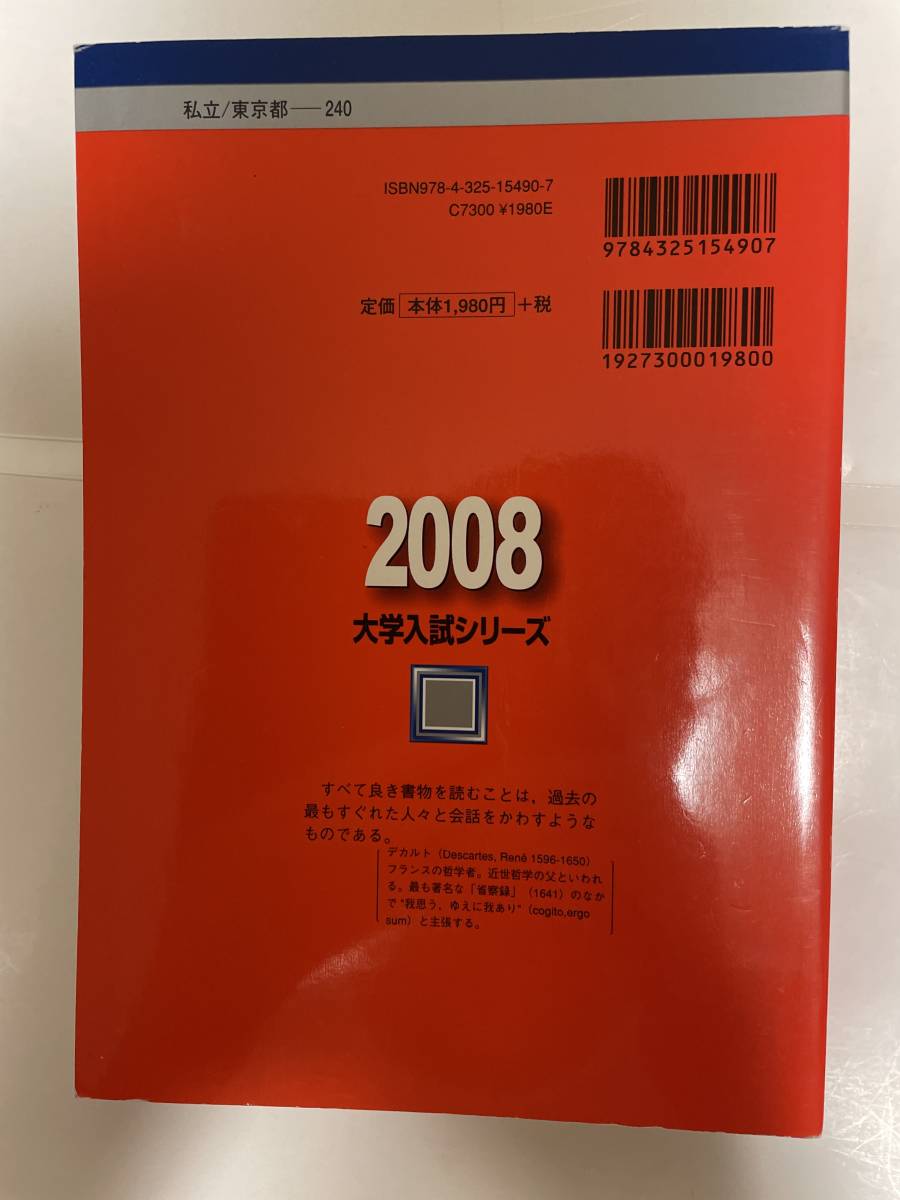 私立/東京都──240
ISBN978-4-325-15490-7
C7300 ¥1980E
9784325154907
定価 本体1,980円 +税
1927300019800
2008
大学入試シリーズ
すべて良き書物を読むことは，過去の
最もすぐれた人々と会話をかわすような
ものである。
デカルト（Descartes, René 1596-1650）
フランスの哲学者。近世哲学の父といわれ
る。最も著名な「省察録」（1641）のなか
で "我思う，ゆえに我あり"（cogito,ergo
sum）と主張する。